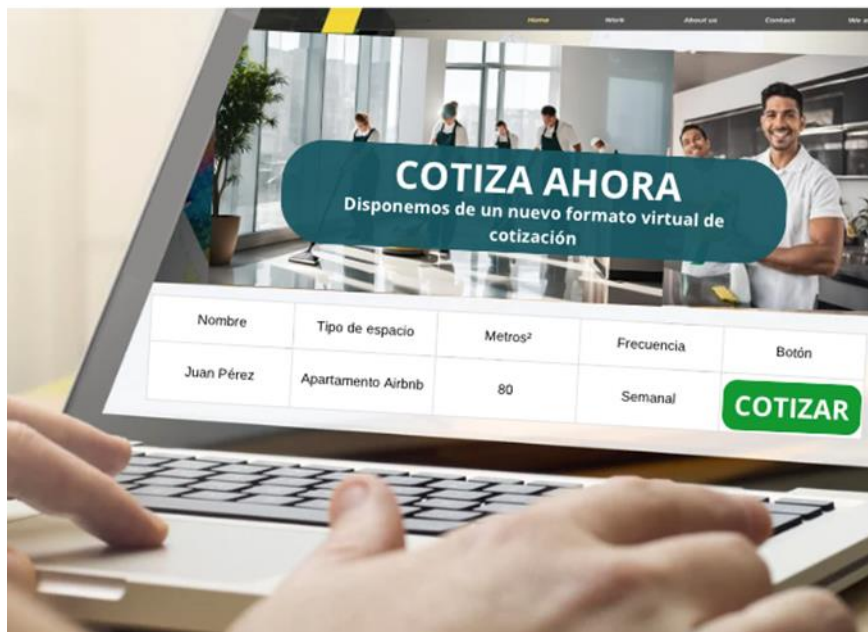 Home Work About us Contact
COTIZA AHORA
Disponemos de un nuevo formato virtual de
cotización
Nombre Tipo de espacio Metros² Frecuencia Botón
Juan Pérez Apartamento Airbnb 80 Semanal COTIZAR